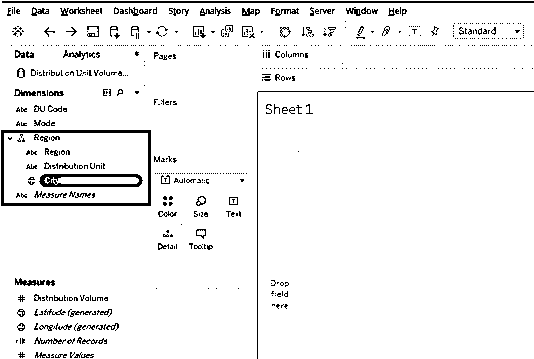 File Data Worksheet Dashboard Story Analysis Map Format Server Window Help
Standard
Data Analytics
Pages
Columns
Distribution Unit Volume...
Rows
Dimensions
Filters
Sheet 1
Abc DU Code
Abc Mode
Region
Abc Region
Abc Distribution Unit
Marks
City
Automatic
Abc Measure Names
Color Size Text
Detail Tooltip
Measures
Drop
field
here
# Distribution Volume
Latitude (generated)
Longitude (generated)
Number of Records
# Measure Values